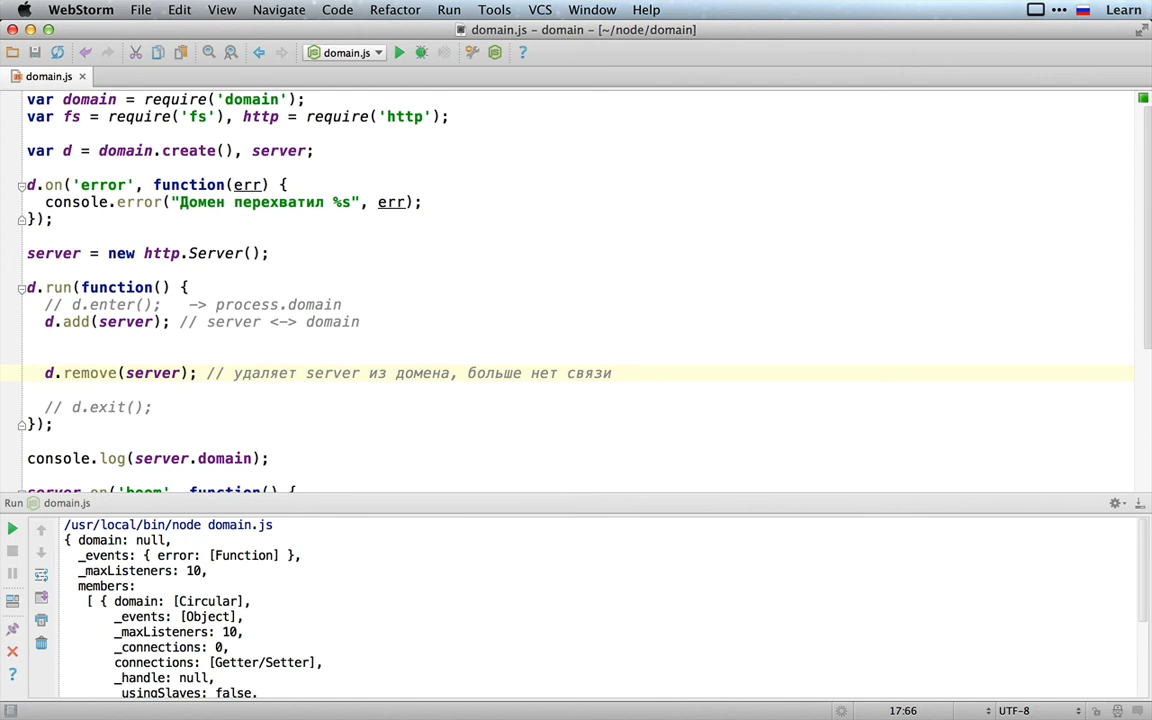 WebStorm File Edit View Navigate Code Refactor Run Tools VCS Window Help Learn
domain.js – domain – [~/node/domain]
domain.js
domain.js
var domain = require('domain');
var fs = require('fs'), http = require('http');
var d = domain.create(), server;
d.on('error', function(err) {
console.error("Домен перехватил %s", err);
});
server = new http.Server();
d.run(function() {
// d.enter();   -> process.domain
d.add(server); // server <-> domain
d.remove(server); // удаляет server из домена, больше нет связи
// d.exit();
});
console.log(server.domain);
server.on('boom', function() {
Run domain.js
/usr/local/bin/node domain.js
{ domain: null,
_events: { error: [Function] },
_maxListeners: 10,
members:
[ { domain: [Circular],
_events: [Object],
_maxListeners: 10,
_connections: 0,
connections: [Getter/Setter],
_handle: null,
_usingSlaves: false,
17:66 UTF-8